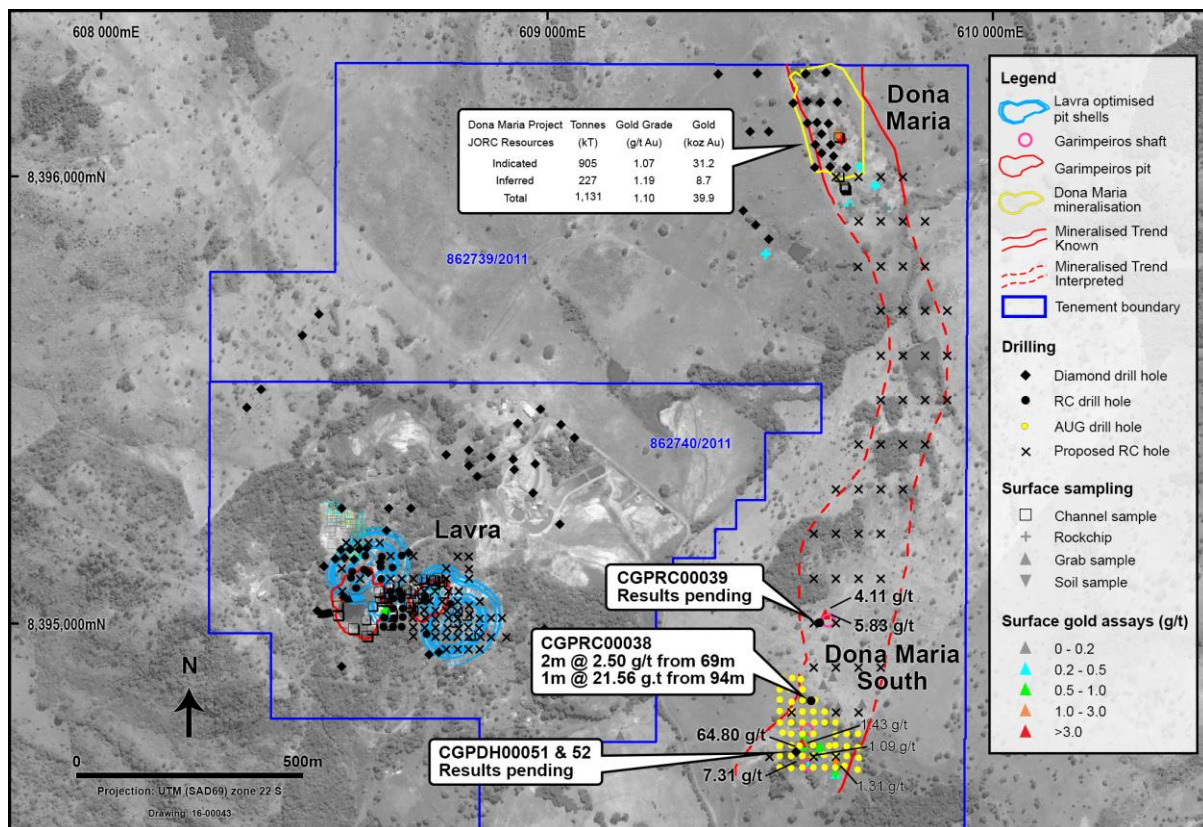 608 000mE
609 000mE
610 000mE
8,396,000mN
8,395,000mN
Dona
Maria
Dona Maria Project Tonnes Gold Grade Gold
JORC Resources (kT) (g/t Au) (koz Au)
Indicated 905 1.07 31.2
Inferred 227 1.19 8.7
Total 1,131 1.10 39.9
862739/2011
862740/2011
Lavra
CGPRC00039
Results pending
4.11 g/t
5.83 g/t
CGPRC00038
2m @ 2.50 g/t from 69m
1m @ 21.56 g.t from 94m
Dona Maria
South
64.80 g/t
1.43 g/t
1.09 g/t
CGPDH00051 & 52
Results pending
7.31 g/t
1.31 g/t
N
0
500m
Projection: UTM (SAD69) zone 22 S
Drawing: 16-00043
Legend
Lavra optimised
pit shells
Garimpeiros shaft
Garimpeiros pit
Dona Maria
mineralisation
Mineralised Trend
Known
Mineralised Trend
Interpreted
Tenement boundary
Drilling
Diamond drill hole
RC drill hole
AUG drill hole
Proposed RC hole
Surface sampling
Channel sample
Rockchip
Grab sample
Soil sample
Surface gold assays (g/t)
0 - 0.2
0.2 - 0.5
0.5 - 1.0
1.0 - 3.0
>3.0